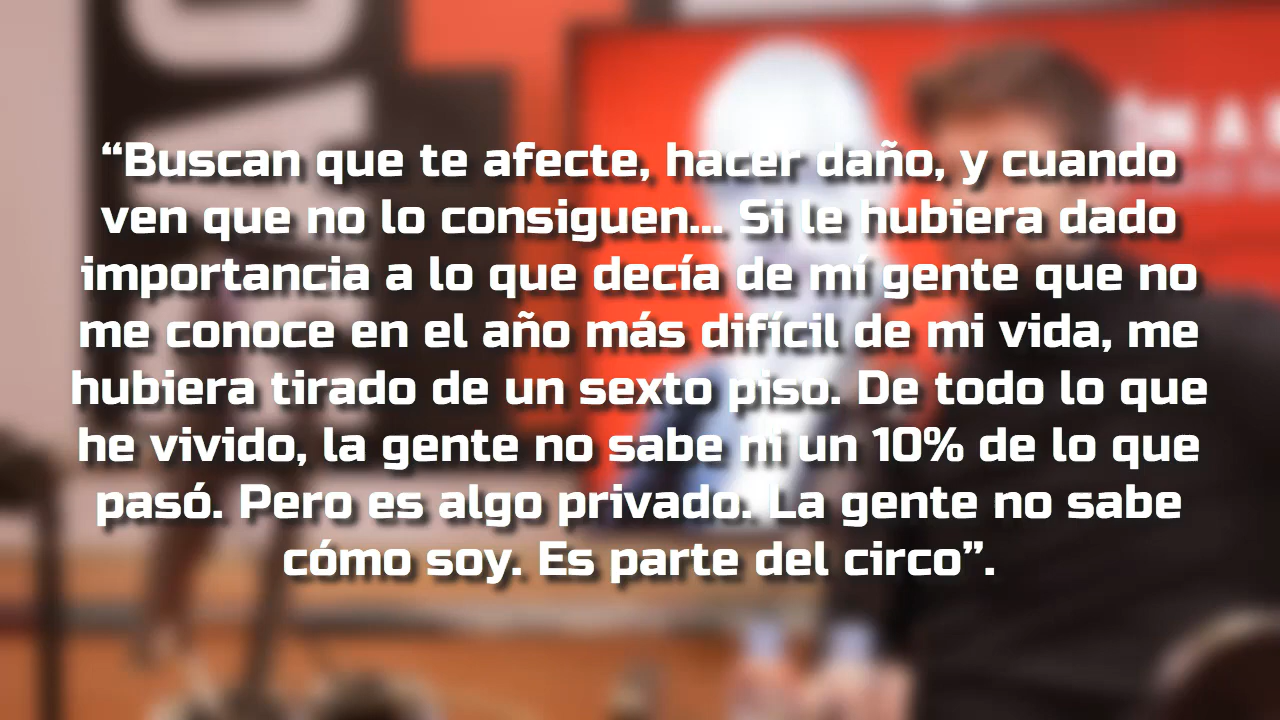 “Buscan que te afecte, hacer daño, y cuando
ven que no lo consiguen... Si le hubiera dado
importancia a lo que decía de mí gente que no
me conoce en el año más difícil de mi vida, me
hubiera tirado de un sexto piso. De todo lo que
he vivido, la gente no sabe ni un 10% de lo que
pasó. Pero es algo privado. La gente no sabe
cómo soy. Es parte del circo”.